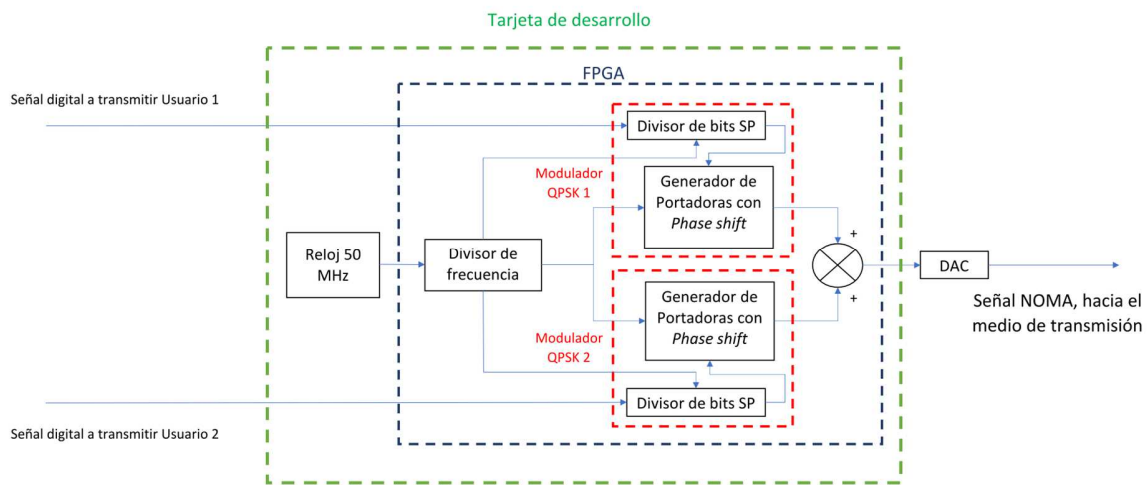 Tarjeta de desarrollo
FPGA
Señal digital a transmitir Usuario 1
Divisor de bits SP
Modulador
QPSK 1
Generador de
Portadoras con
Phase shift
+
Reloj 50
MHz
Divisor de
frecuencia
DAC
Señal NOMA, hacia el
medio de transmisión
+
Generador de
Portadoras con
Phase shift
Modulador
QPSK 2
Divisor de bits SP
Señal digital a transmitir Usuario 2